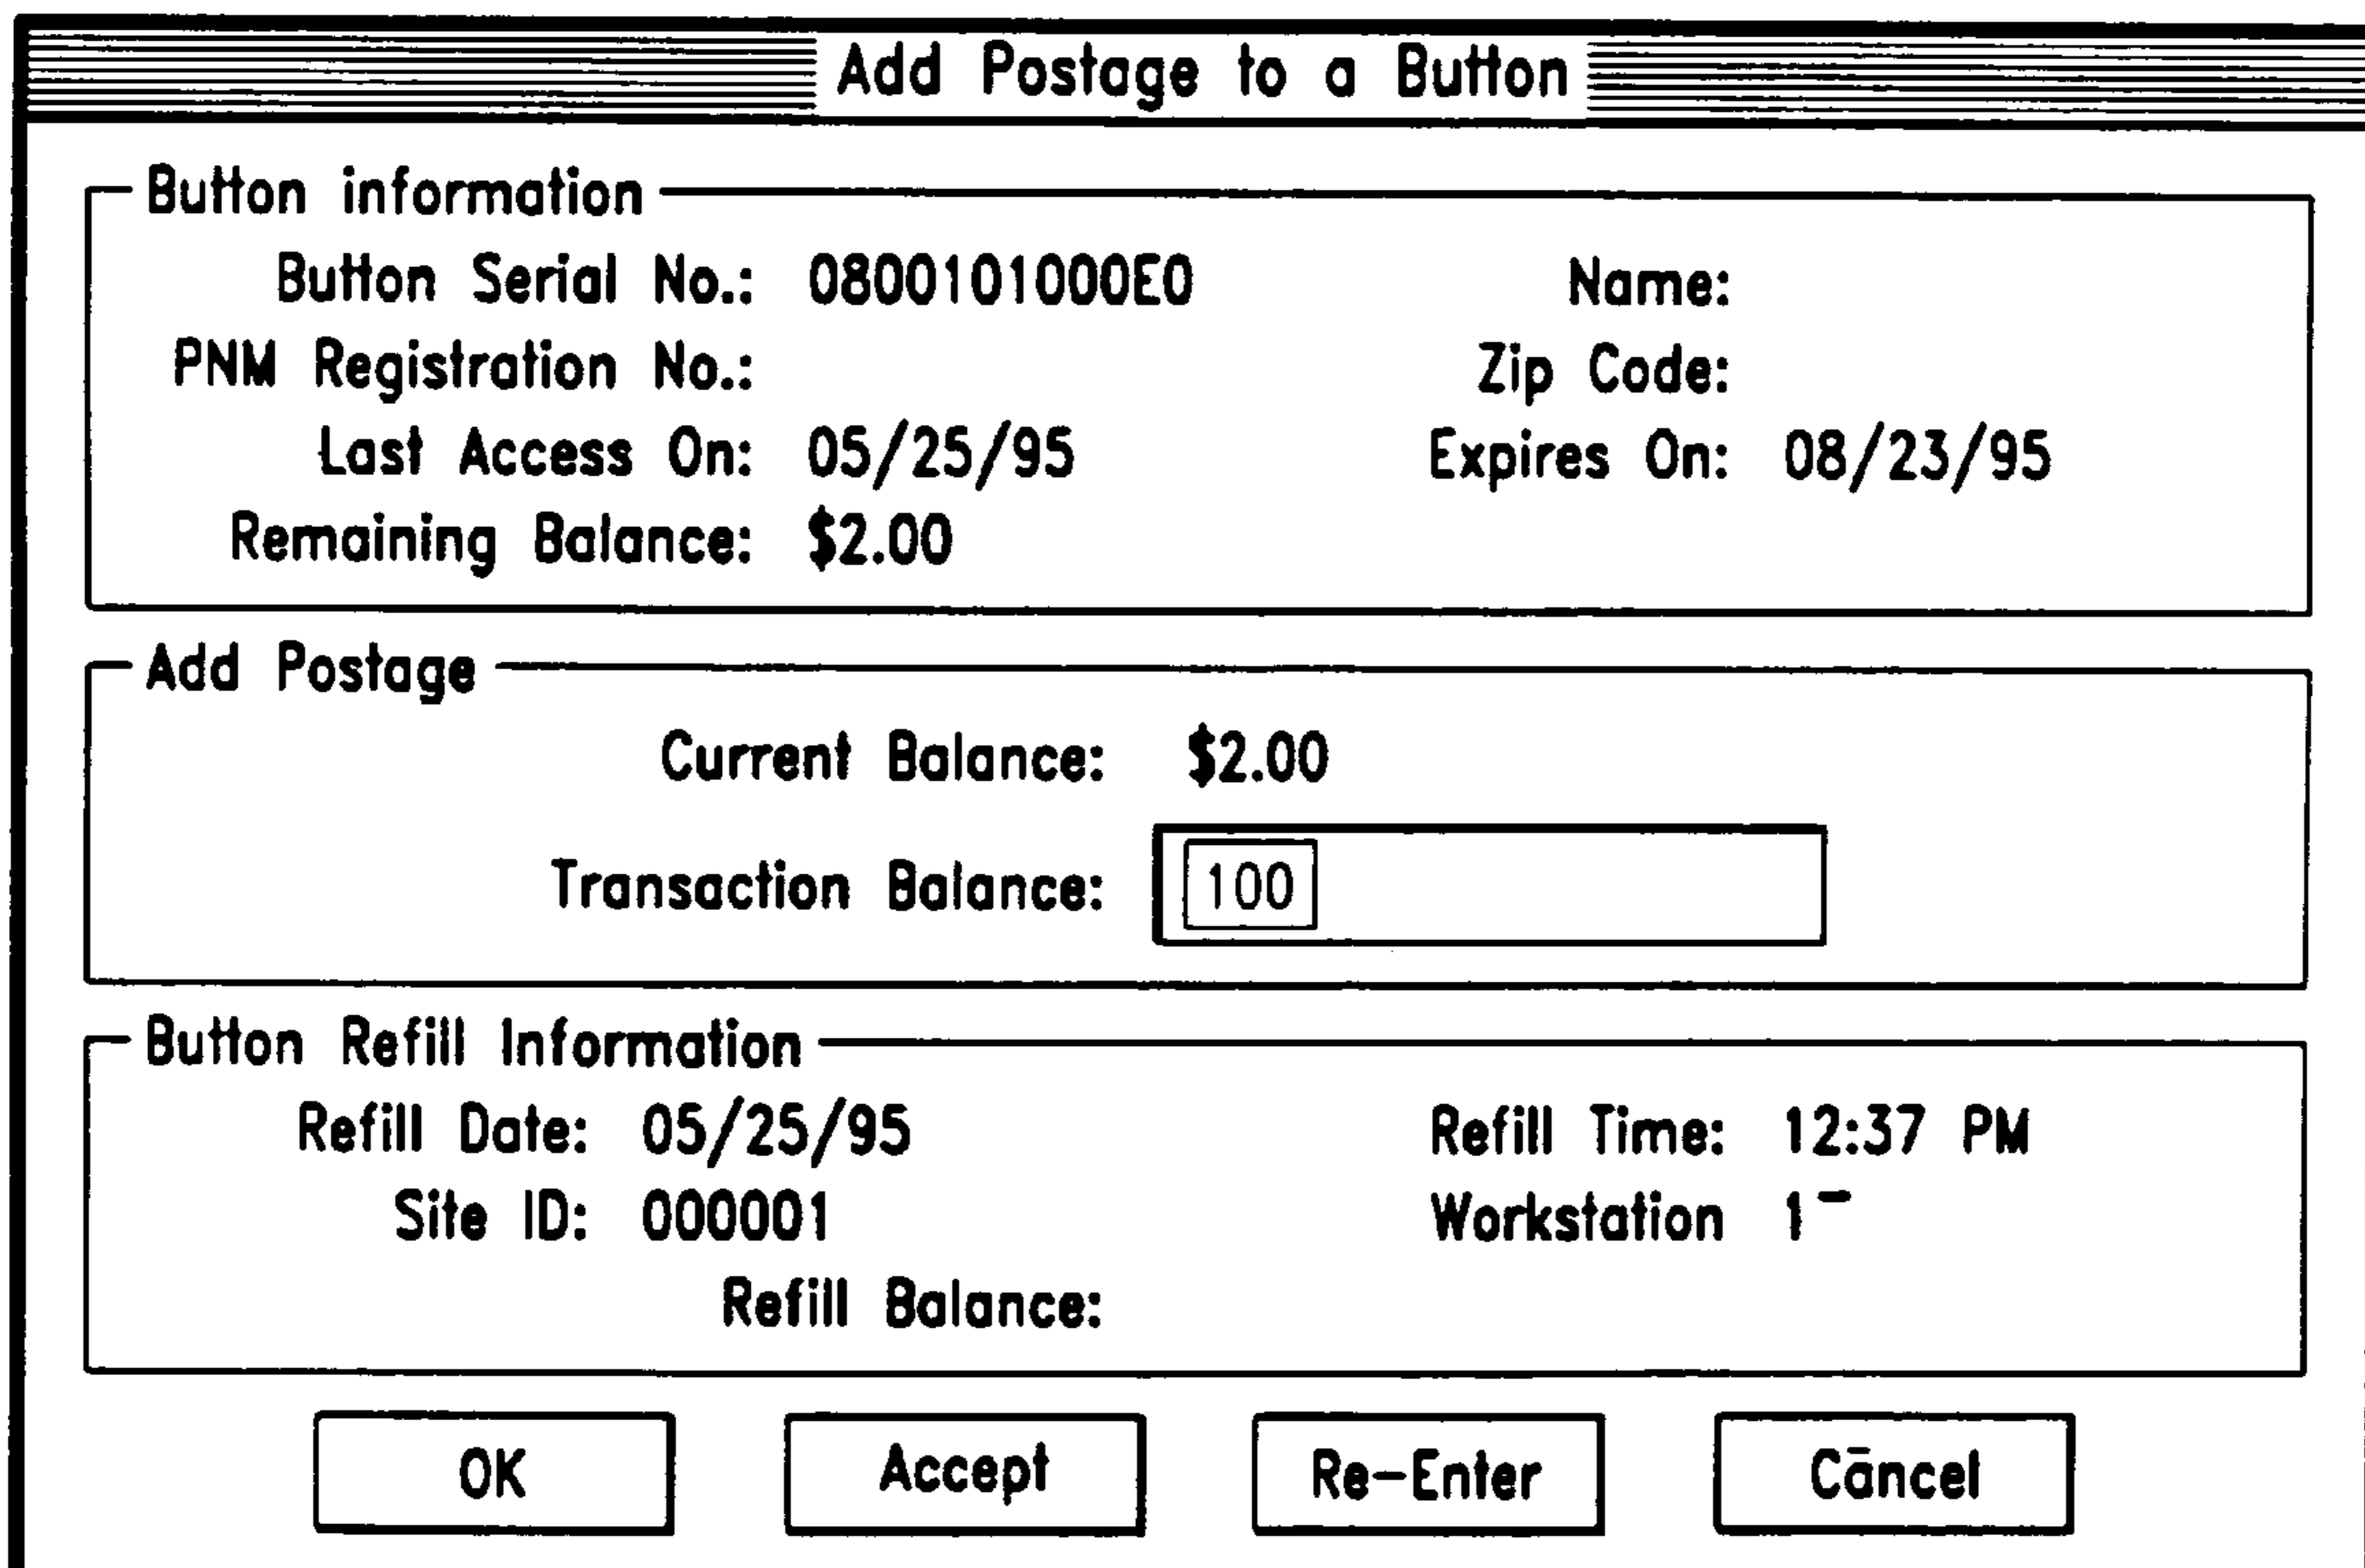 Add Postage to a Button
Button information
Button Serial No.: 0800101000E0 Name:
PNM Registration No.: Zip Code:
Last Access On: 05/25/95 Expires On: 08/23/95
Remaining Balance: $2.00
Add Postage
Current Balance: $2.00
Transaction Balance: 100
Button Refill Information
Refill Date: 05/25/95 Refill Time: 12:37 PM
Site ID: 000001 Workstation 1
Refill Balance:
OK Accept Re-Enter Cancel